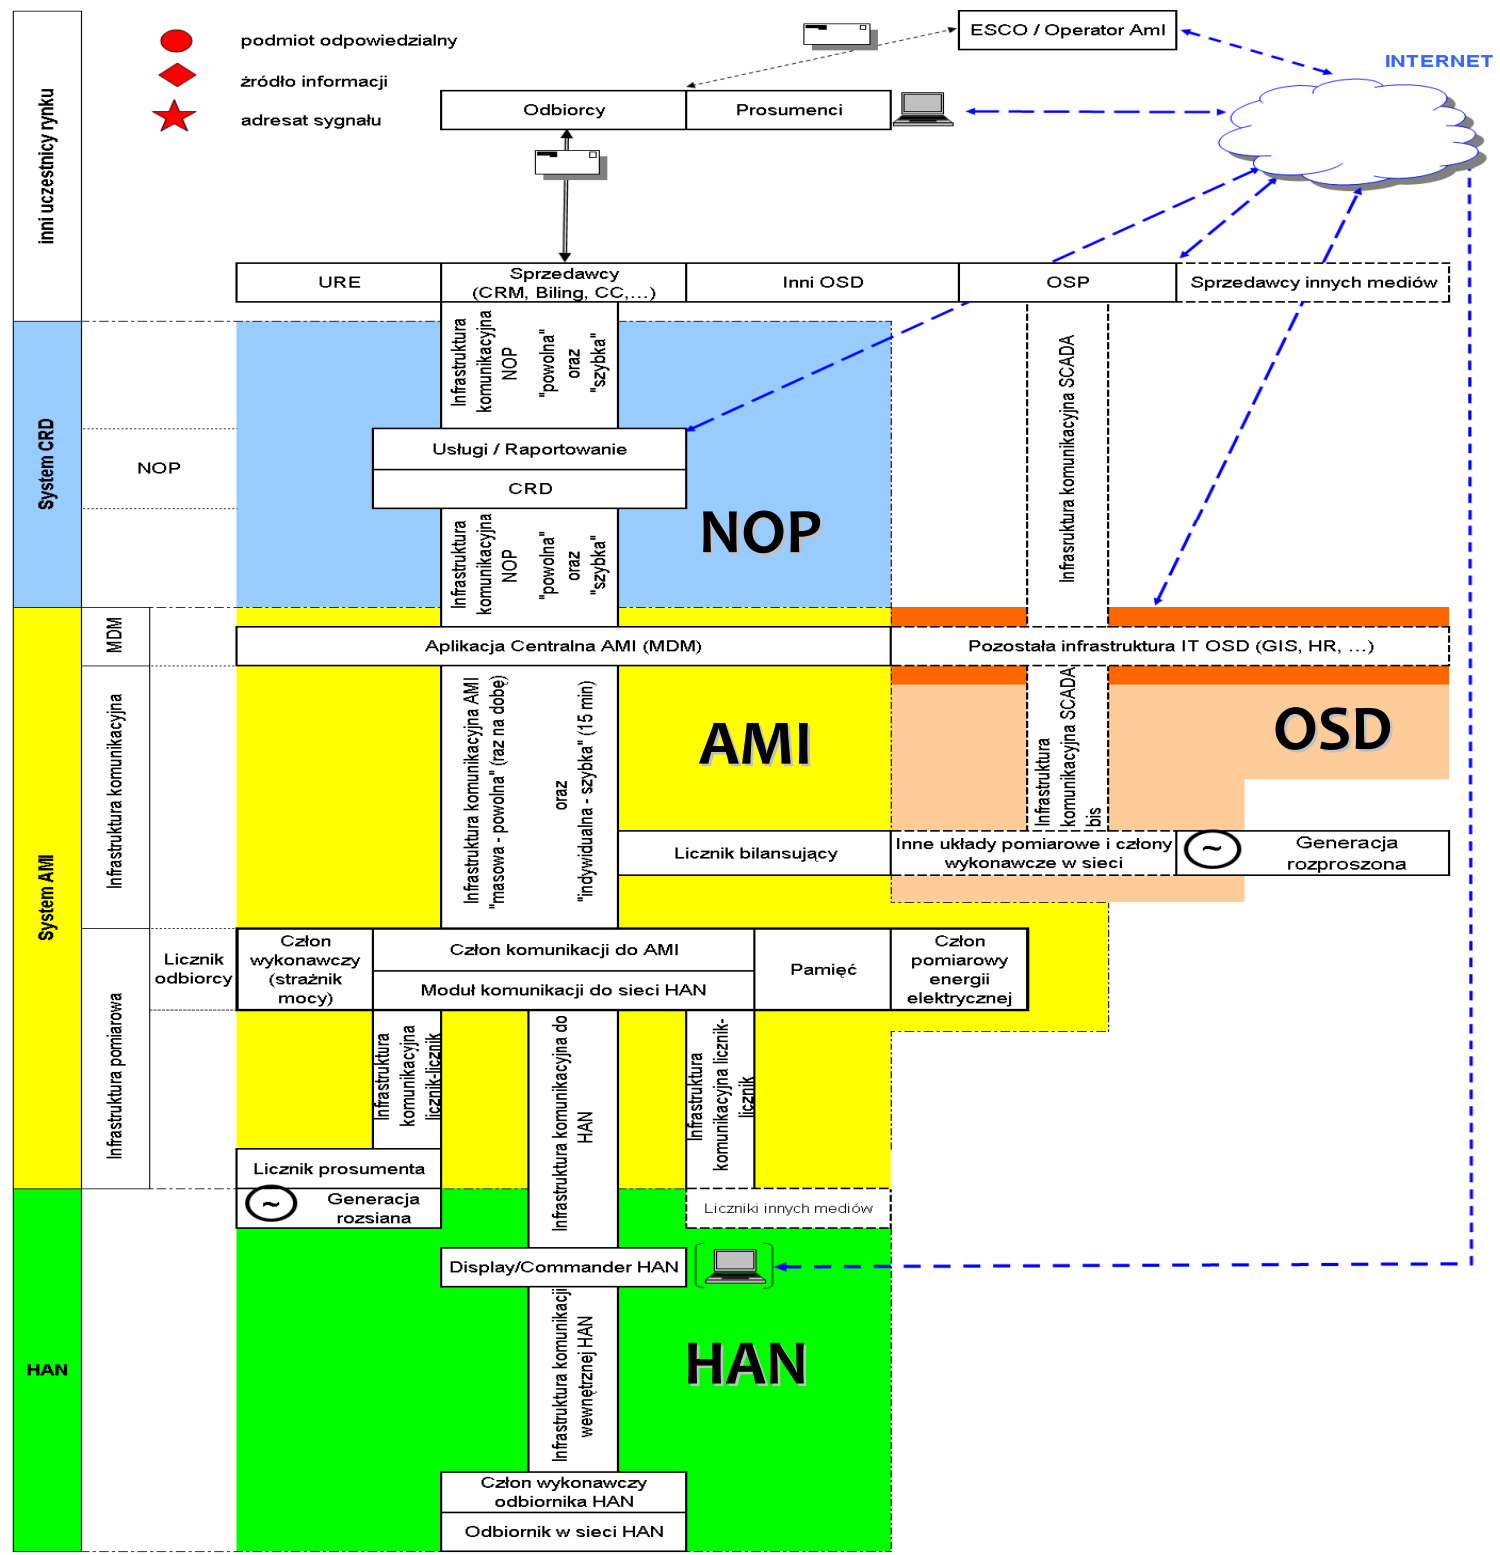 podmiot odpowiedzialny
żródło informacji
adresat sygnału
ESCO / Operator AmI
INTERNET
Odbiorcy
Prosumenci
inni uczestnicy rynku
URE
Sprzedawcy
(CRM, Biling, CC,...)
Inni OSD
OSP
Sprzedawcy innych mediów
System CRD
NOP
Infrastruktura
komunikacyjna
NOP
"powolna"
oraz
"szybka"
Infrasruktura komunikacyjna SCADA
Usługi / Raportowanie
CRD
NOP
Infrastruktura
komunikacyjna
NOP
"powolna"
oraz
"szybka"
System AMI
MDM
Aplikacja Centralna AMI (MDM)
Pozostała infrastruktura IT OSD (GIS, HR, ...)
Infrastruktura komunikacyjna
Infrastruktura komunikacyjna AMI
"masowa - powolna" (raz na dobę)
oraz
"indywidualna - szybka" (15 min)
AMI
Infrastruktura
komunikacyjna SCADA
bis
OSD
Licznik bilansujący
Inne układy pomiarowe i człony
wykonawcze w sieci
~
Generacja
rozproszona
Infrastruktura pomiarowa
Licznik
odbiorcy
Człon
wykonawczy
(strażnik
mocy)
Człon komunikacji do AMI
Moduł komunikacji do sieci HAN
Pamięć
Człon
pomiarowy
energii
elektrycznej
Infrastruktura
komunikacyjna
licznik-licznik
Infrastruktura komunikacyjna do
HAN
Infrastruktura
komunikacyjna licznik-
licznik
Licznik prosumenta
~
Generacja
rozsiana
Liczniki innych mediów
Display/Commander HAN
HAN
Infrastruktura komunikacji
wewnętrznej HAN
HAN
Człon wykonawczy
odbiornika HAN
Odbiornik w sieci HAN